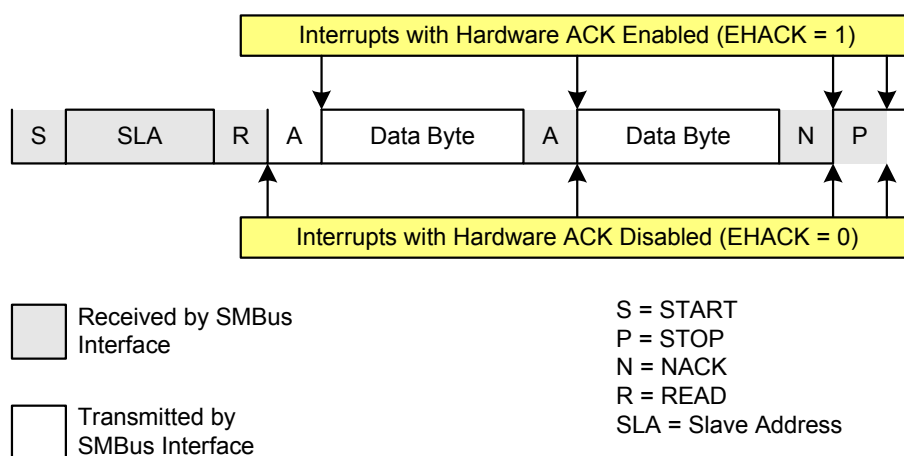 Interrupts with Hardware ACK Enabled (EHACK = 1)
S SLA R A Data Byte A Data Byte N P
Interrupts with Hardware ACK Disabled (EHACK = 0)
Received by SMBus
Interface
Transmitted by
SMBus Interface
S = START
P = STOP
N = NACK
R = READ
SLA = Slave Address